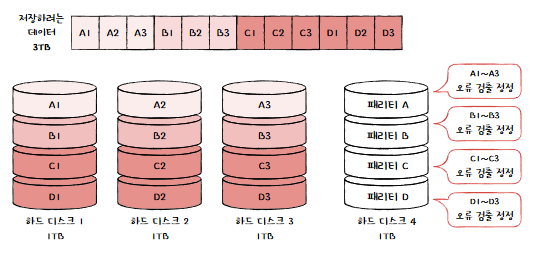 저장하려는
데이터
3TB
A1 A2 A3 B1 B2 B3 C1 C2 C3 D1 D2 D3
A1 A2 A3 패리티 A
B1 B2 B3 패리티 B
C1 C2 C3 패리티 C
D1 D2 D3 패리티 D
A1~A3
오류 검출 정정
B1~B3
오류 검출 정정
C1~C3
오류 검출 정정
D1~D3
오류 검출 정정
하드 디스크 1
1TB
하드 디스크 2
1TB
하드 디스크 3
1TB
하드 디스크 4
1TB